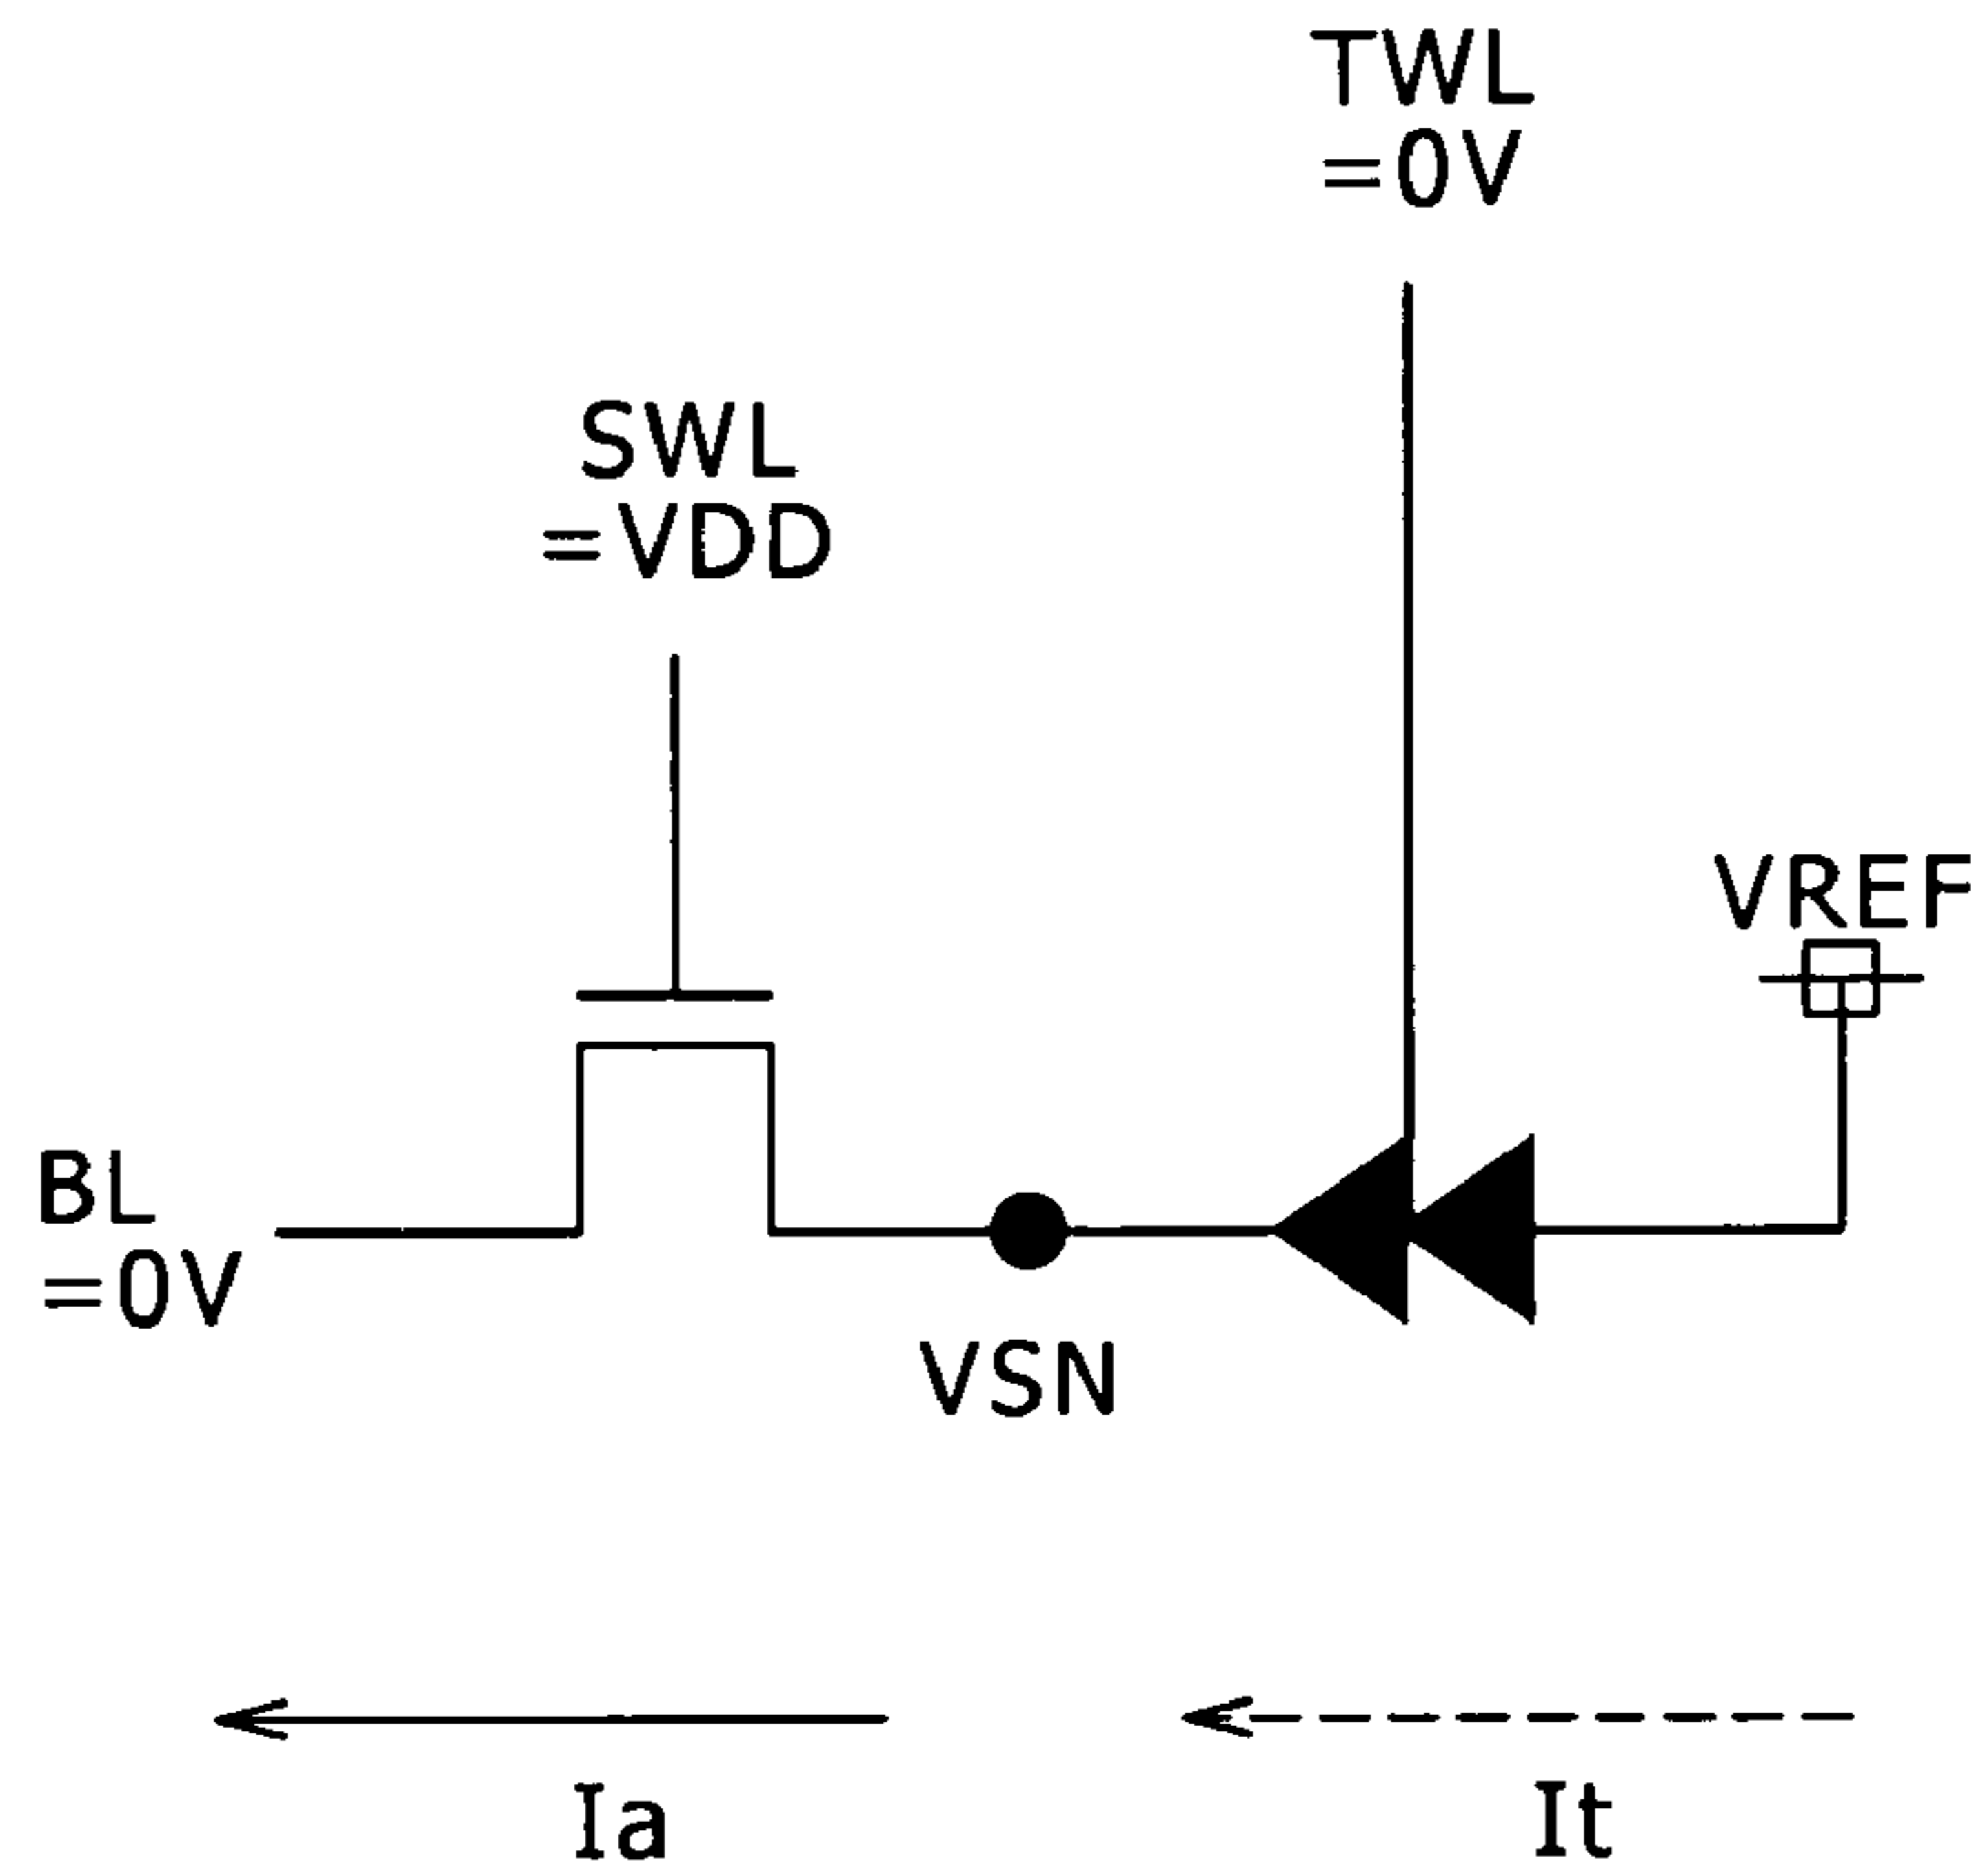 TWL
=0V
SWL
=VDD
VREF
BL
=0V
VSN
Ia
It